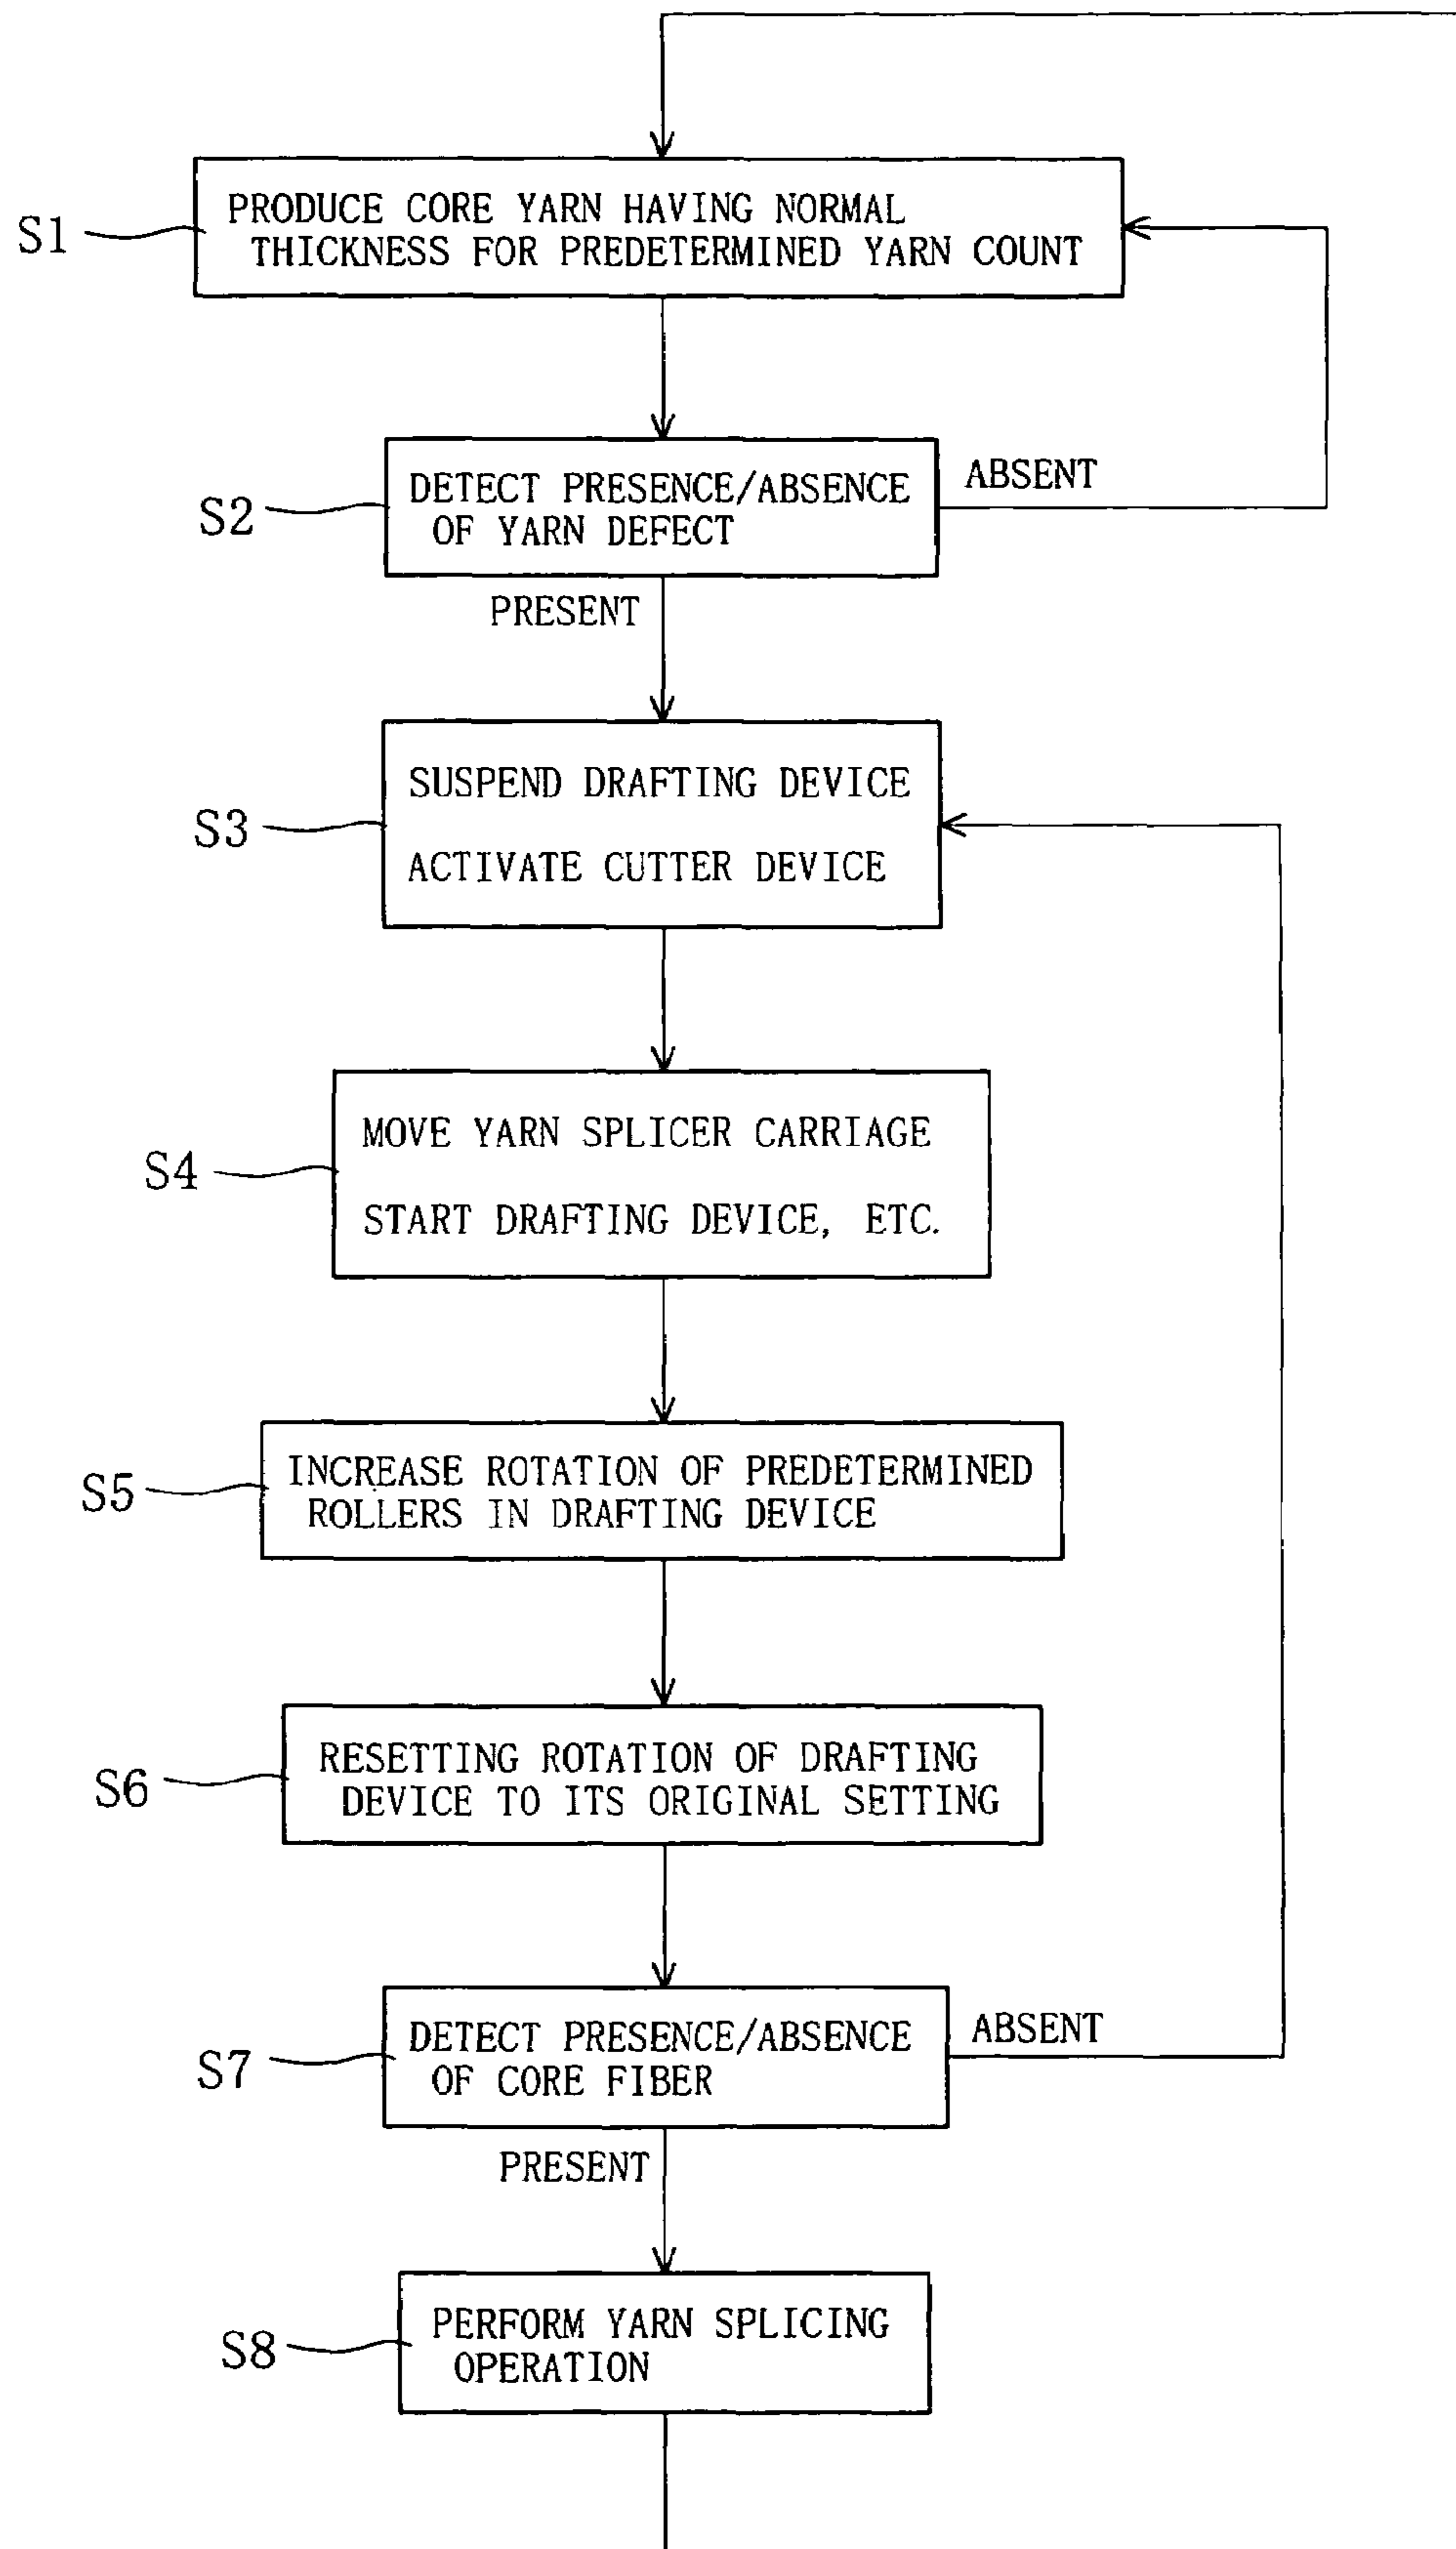 S1
PRODUCE CORE YARN HAVING NORMAL
THICKNESS FOR PREDETERMINED YARN COUNT
S2
DETECT PRESENCE/ABSENCE
OF YARN DEFECT
ABSENT
PRESENT
S3
SUSPEND DRAFTING DEVICE
ACTIVATE CUTTER DEVICE
S4
MOVE YARN SPLICER CARRIAGE
START DRAFTING DEVICE, ETC.
S5
INCREASE ROTATION OF PREDETERMINED
ROLLERS IN DRAFTING DEVICE
S6
RESETTING ROTATION OF DRAFTING
DEVICE TO ITS ORIGINAL SETTING
S7
DETECT PRESENCE/ABSENCE
OF CORE FIBER
ABSENT
PRESENT
S8
PERFORM YARN SPLICING
OPERATION